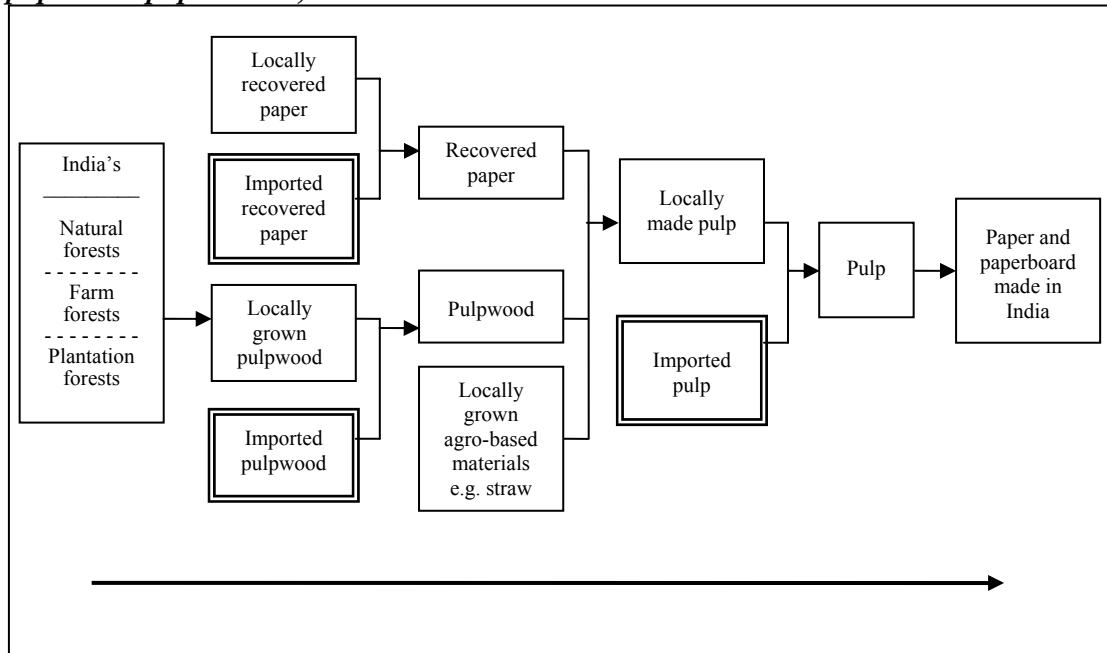 Locally
recovered
paper
India's
Natural
forests
Farm
forests
Plantation
forests
Imported
recovered
paper
Locally
grown
pulpwood
Imported
pulpwood
Recovered
paper
Pulpwood
Locally
grown
agro-based
materials
e.g. straw
Locally
made pulp
Imported
pulp
Pulp
Paper and
paperboard
made in
India